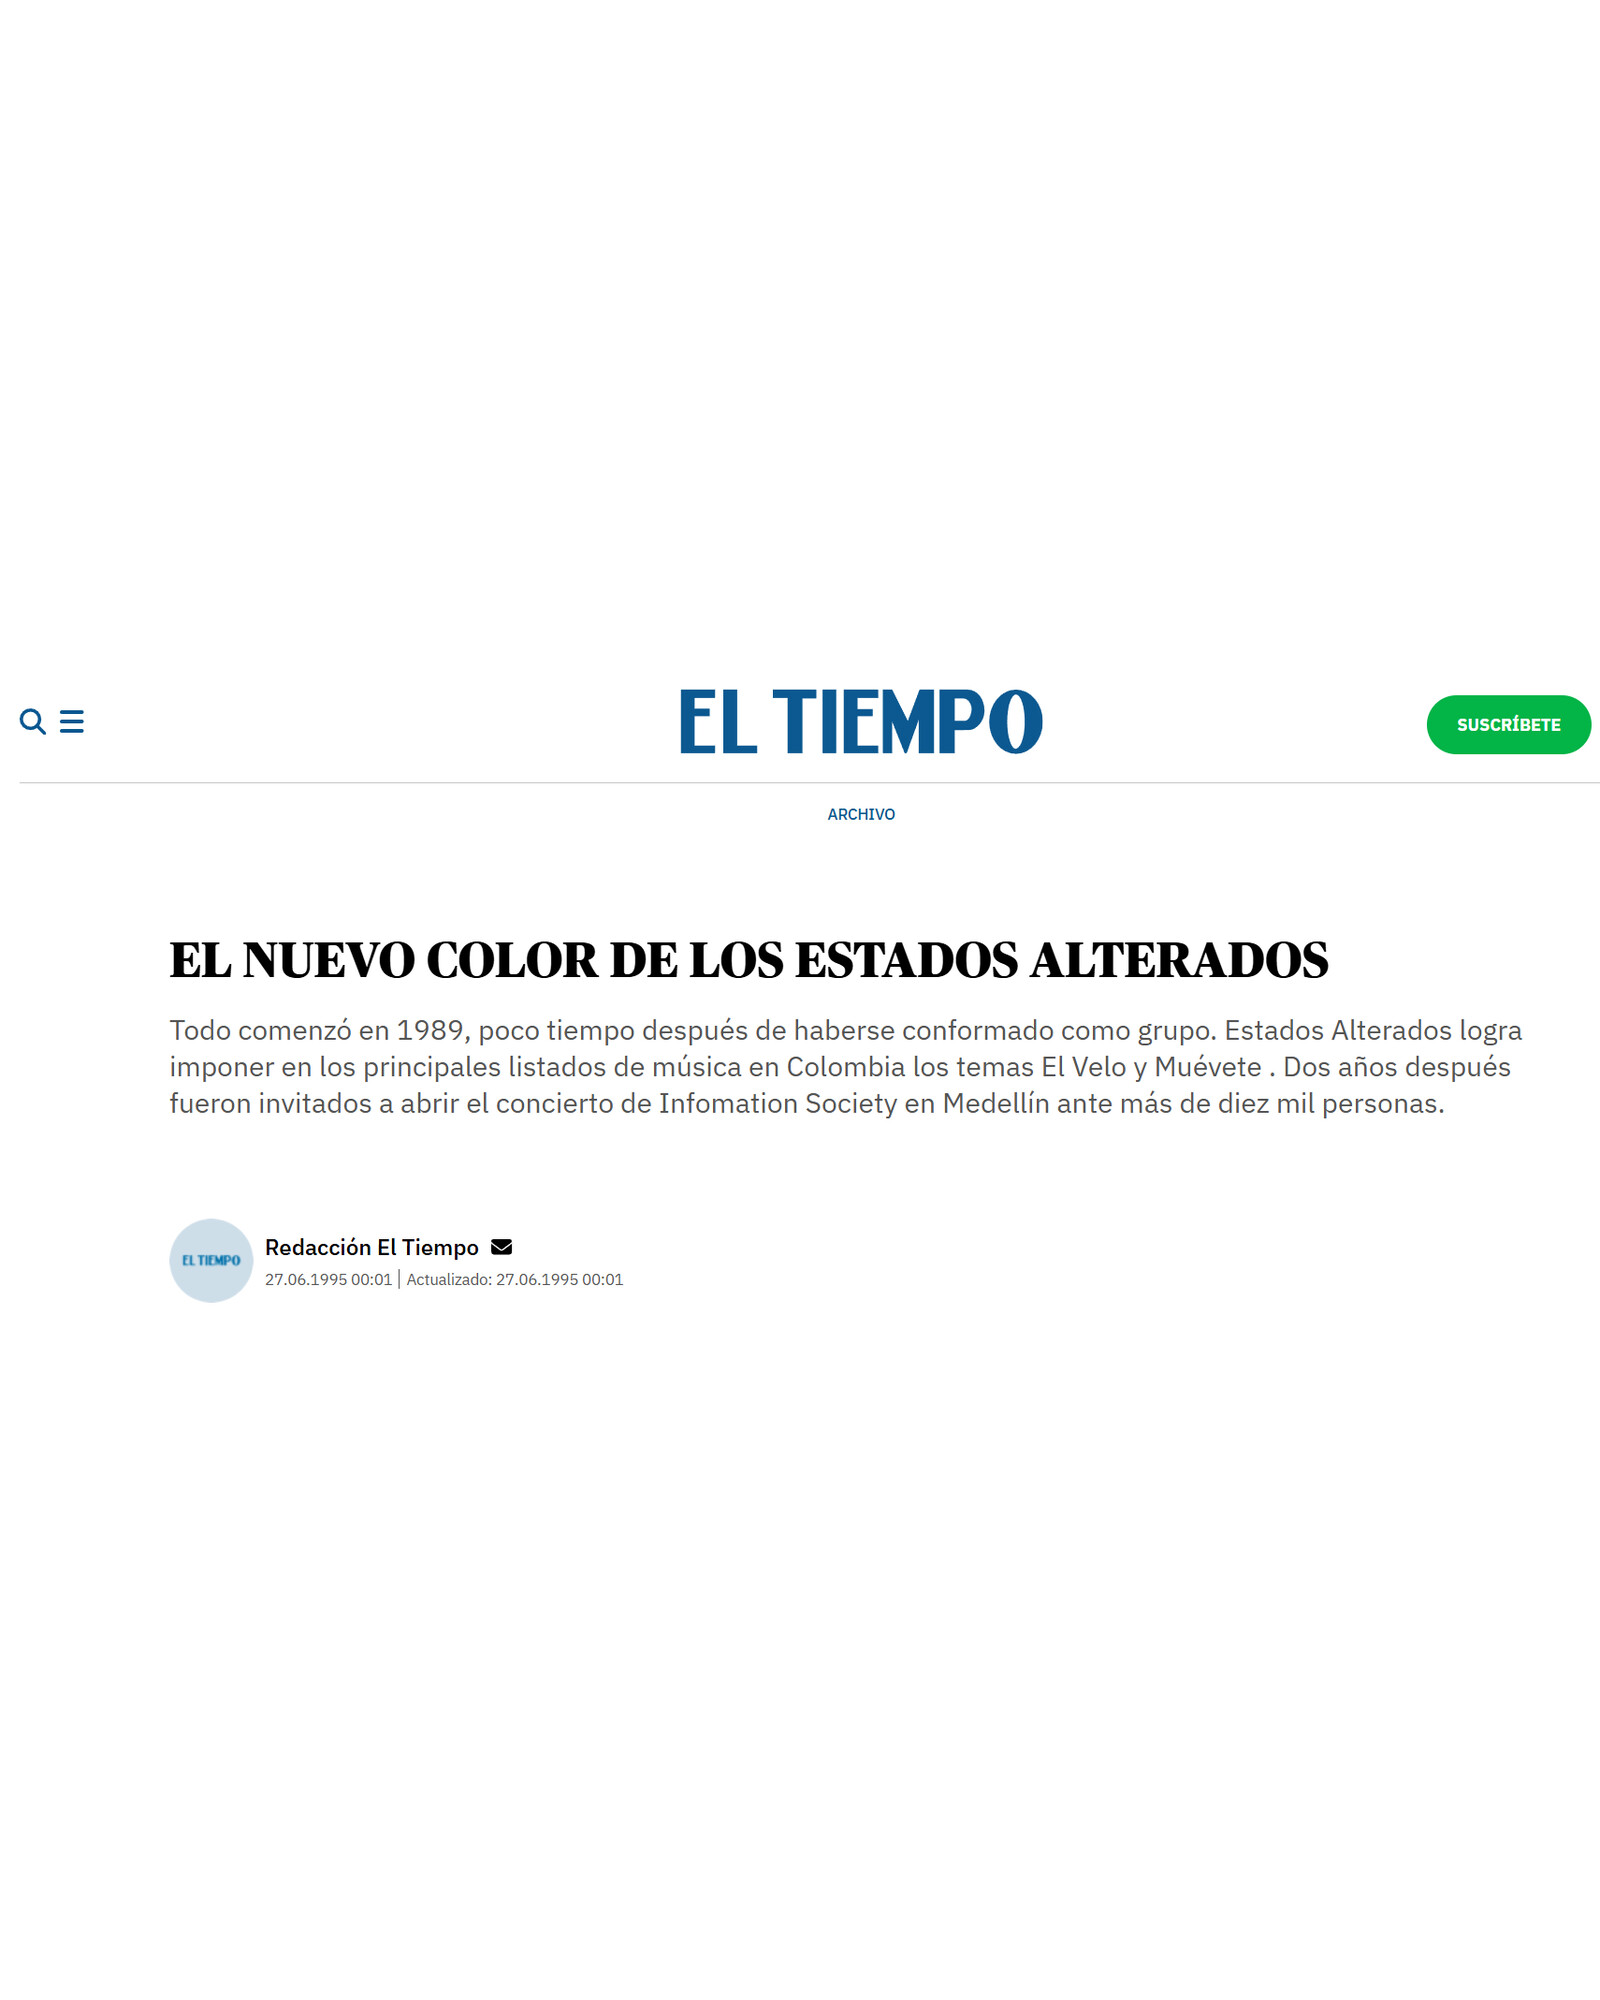 EL TIEMPO
SUSCRÍBETE
ARCHIVO
EL NUEVO COLOR DE LOS ESTADOS ALTERADOS
Todo comenzó en 1989, poco tiempo después de haberse conformado como grupo. Estados Alterados logra
imponer en los principales listados de música en Colombia los temas El Velo y Muévete . Dos años después
fueron invitados a abrir el concierto de Infomation Society en Medellín ante más de diez mil personas.
EL TIEMPO
Redacción El Tiempo
27.06.1995 00:01 | Actualizado: 27.06.1995 00:01